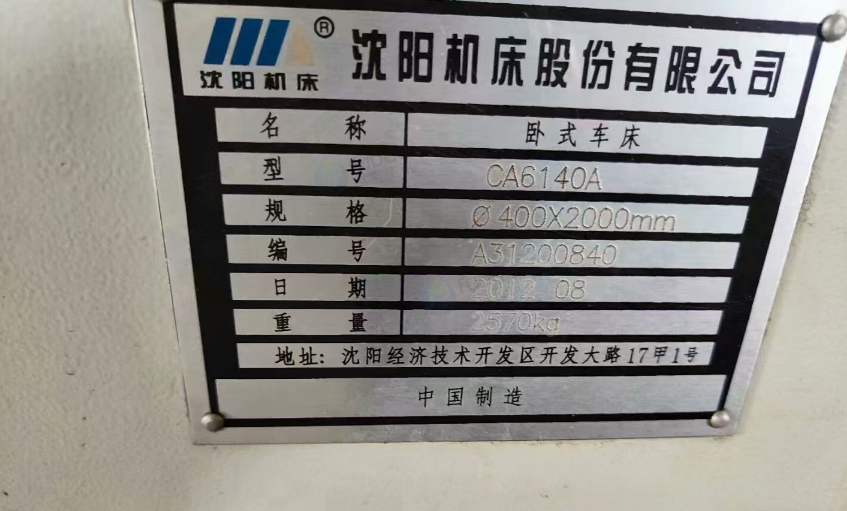 沈阳机床®
沈阳机床股份有限公司
名 称 卧式车床
型 号 CA6140A
规 格 Ø400X2000mm
编 号 A31200840
日 期 2012 08
重 量 2570kg
地址：沈阳经济技术开发区开发大路17甲1号
中国制造